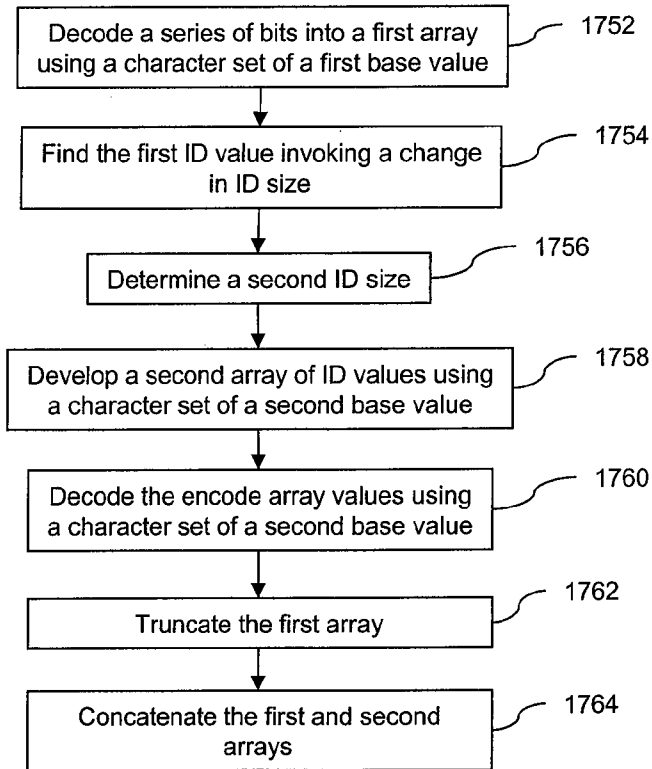 Decode a series of bits into a first array
using a character set of a first base value
1752
Find the first ID value invoking a change
in ID size
1754
Determine a second ID size
1756
Develop a second array of ID values using
a character set of a second base value
1758
Decode the encode array values using
a character set of a second base value
1760
Truncate the first array
1762
Concatenate the first and second
arrays
1764